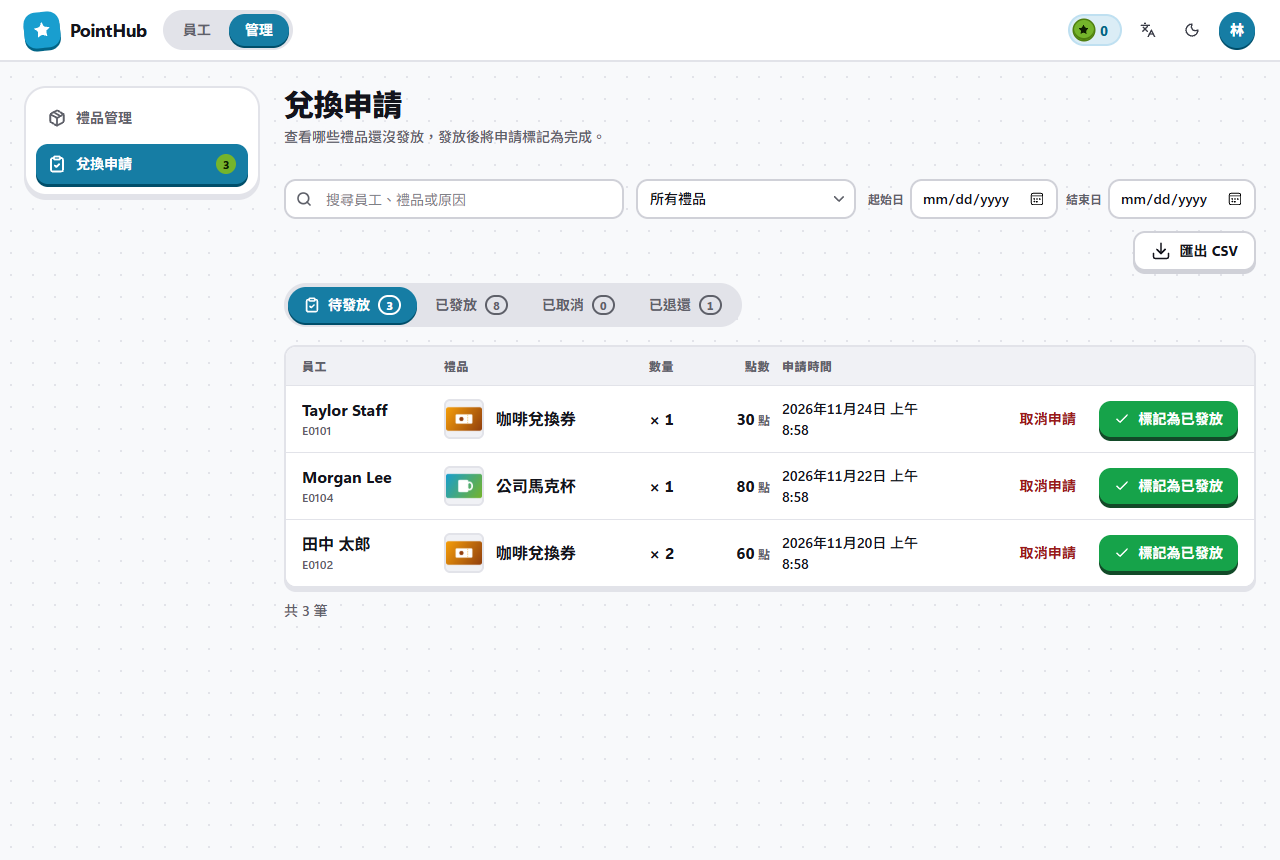 PointHub
員工
管理
0
林
禮品管理
兌換申請
3
兌換申請
查看哪些禮品還沒發放，發放後將申請標記為完成。
搜尋員工、禮品或原因
所有禮品
起始日
mm/dd/yyyy
結束日
mm/dd/yyyy
匯出 CSV
待發放 3
已發放 8
已取消 0
已退還 1
員工 禮品 數量 點數 申請時間
Taylor Staff
E0101
咖啡兌換券
× 1
30 點
2026年11月24日 上午
8:58
取消申請
標記為已發放
Morgan Lee
E0104
公司馬克杯
× 1
80 點
2026年11月22日 上午
8:58
取消申請
標記為已發放
田中 太郎
E0102
咖啡兌換券
× 2
60 點
2026年11月20日 上午
8:58
取消申請
標記為已發放
共 3 筆